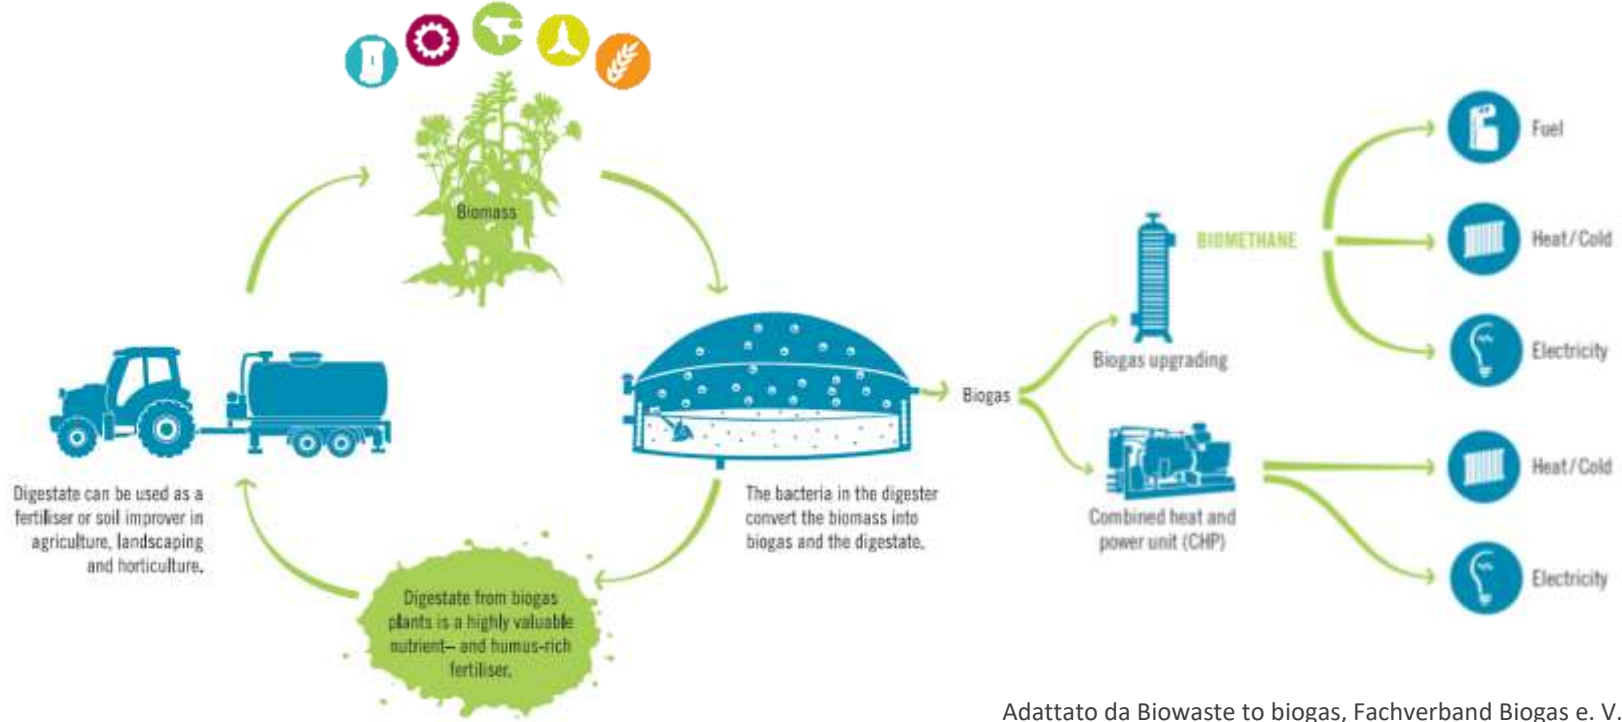 Biomass
Digestate can be used as a
fertiliser or soil improver in
agriculture, landscaping
and horticulture.
Digestate from biogas
plants is a highly valuable
nutrient– and humus-rich
fertiliser.
The bacteria in the digester
convert the biomass into
biogas and the digestate.
Biogas
Biogas upgrading
BIOMETHANE
Fuel
Heat/Cold
Electricity
Combined heat and
power unit (CHP)
Heat/Cold
Electricity
Adattato da Biowaste to biogas, Fachverband Biogas e. V.